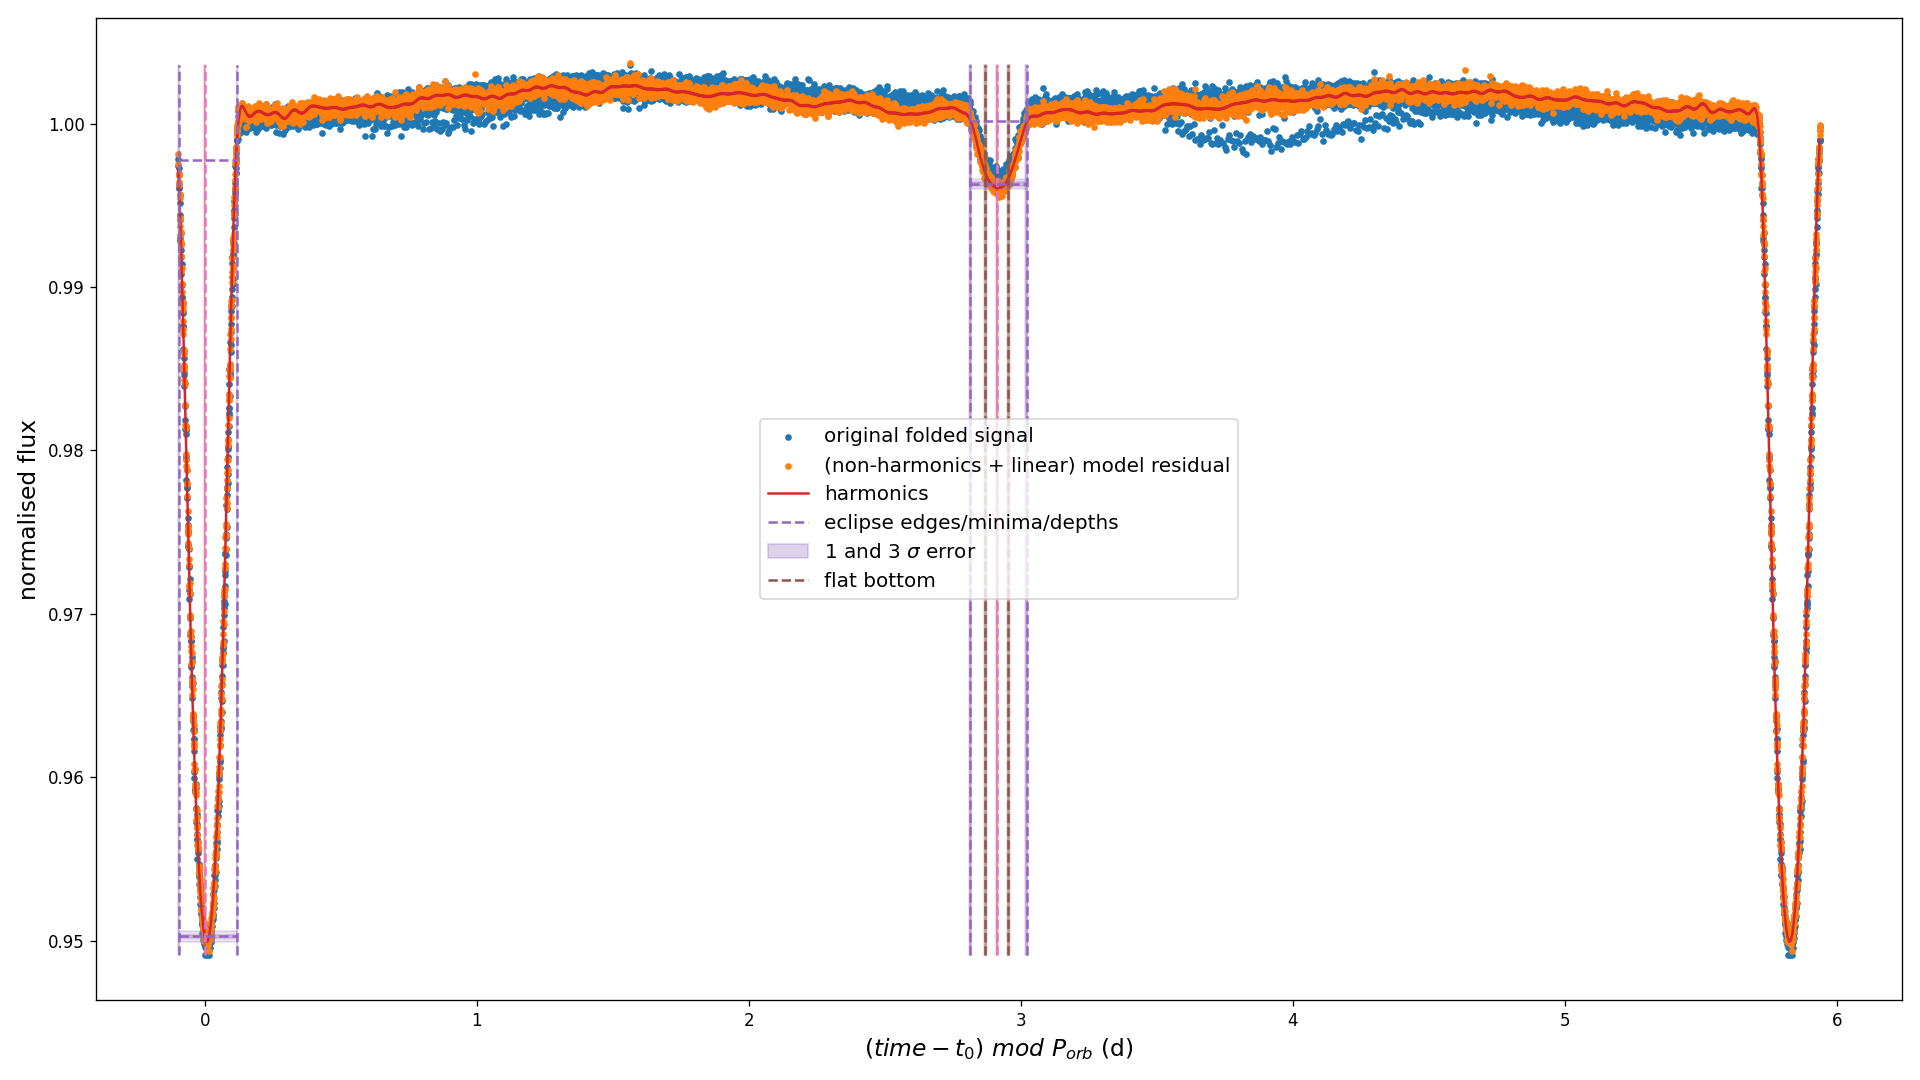 normalised flux
1.00
0.99
0.98
0.97
0.96
0.95
original folded signal
(non-harmonics + linear) model residual
harmonics
eclipse edges/minima/depths
1 and 3 σ error
flat bottom
0 1 2 3 4 5 6
(time − t₀) mod Pₒᵣb (d)